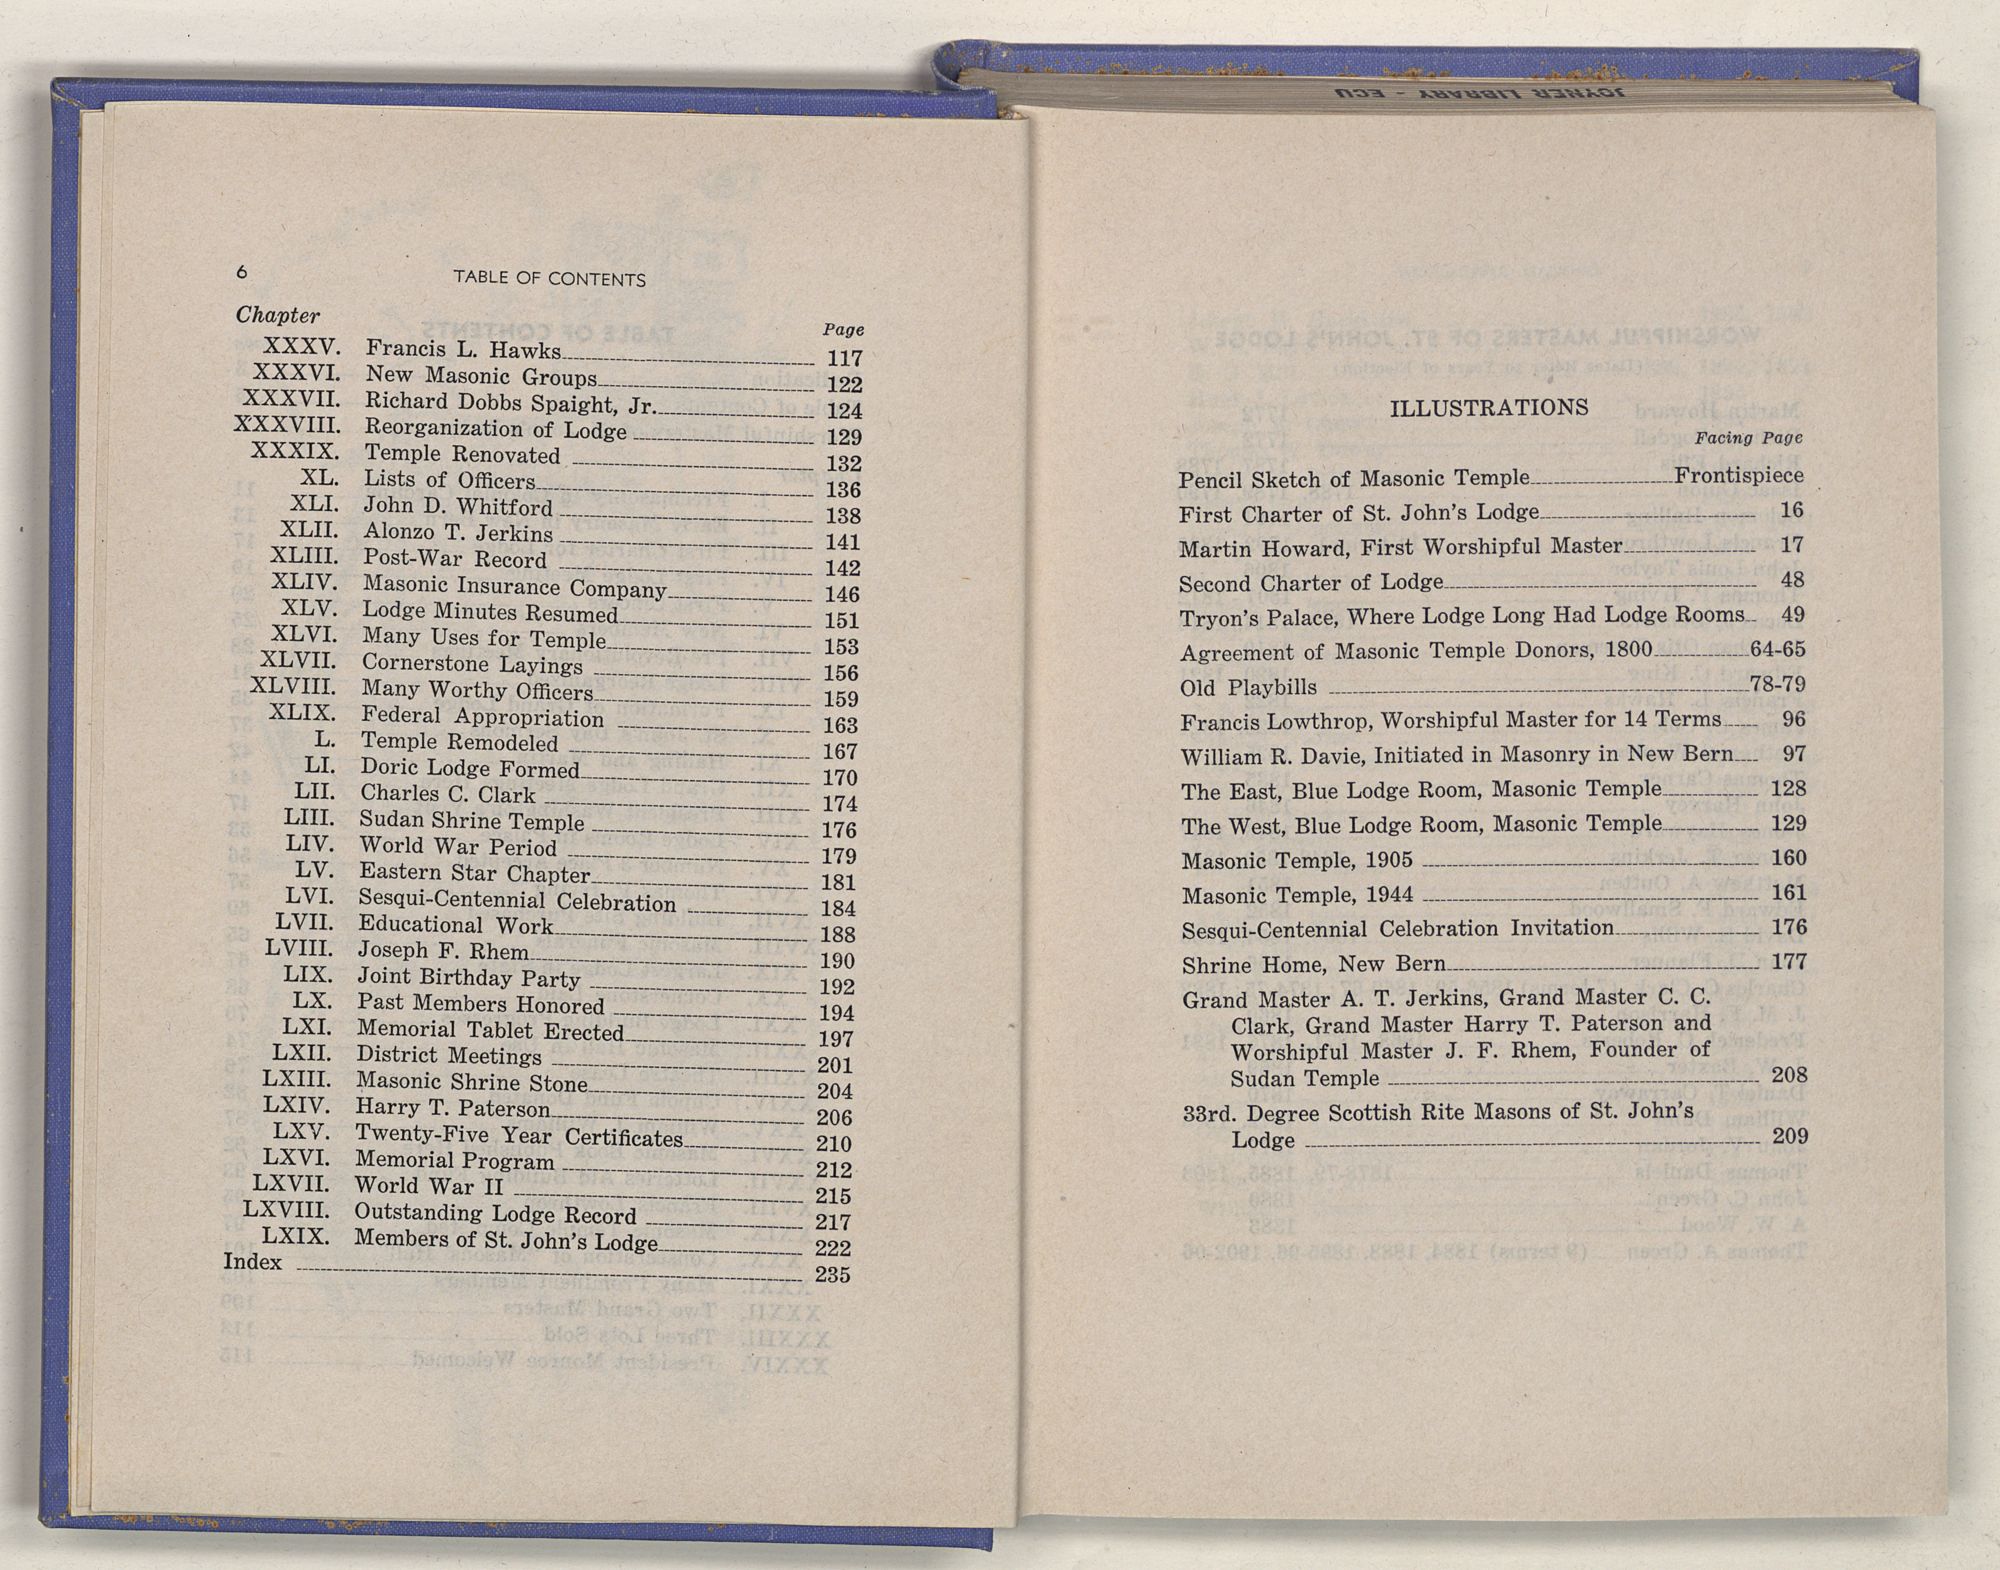 JOYNER LIBRARY - ECU
6
TABLE OF CONTENTS
Chapter
Page
XXXV. Francis L. Hawks 117
XXXVI. New Masonic Groups 122
XXXVII. Richard Dobbs Spaight, Jr. 124
XXXVIII. Reorganization of Lodge 129
XXXIX. Temple Renovated 132
XL. Lists of Officers 136
XLI. John D. Whitford 138
XLII. Alonzo T. Jerkins 141
XLIII. Post-War Record 142
XLIV. Masonic Insurance Company 146
XLV. Lodge Minutes Resumed 151
XLVI. Many Uses for Temple 153
XLVII. Cornerstone Layings 156
XLVIII. Many Worthy Officers 159
XLIX. Federal Appropriation 163
L. Temple Remodeled 167
LI. Doric Lodge Formed 170
LII. Charles C. Clark 174
LIII. Sudan Shrine Temple 176
LIV. World War Period 179
LV. Eastern Star Chapter 181
LVI. Sesqui-Centennial Celebration 184
LVII. Educational Work 188
LVIII. Joseph F. Rhem 190
LIX. Joint Birthday Party 192
LX. Past Members Honored 194
LXI. Memorial Tablet Erected 197
LXII. District Meetings 201
LXIII. Masonic Shrine Stone 204
LXIV. Harry T. Paterson 206
LXV. Twenty-Five Year Certificates 210
LXVI. Memorial Program 212
LXVII. World War II 215
LXVIII. Outstanding Lodge Record 217
LXIX. Members of St. John's Lodge 222
Index 235
ILLUSTRATIONS
Facing Page
Pencil Sketch of Masonic Temple Frontispiece
First Charter of St. John's Lodge 16
Martin Howard, First Worshipful Master 17
Second Charter of Lodge 48
Tryon's Palace, Where Lodge Long Had Lodge Rooms 49
Agreement of Masonic Temple Donors, 1800 64-65
Old Playbills 78-79
Francis Lowthrop, Worshipful Master for 14 Terms 96
William R. Davie, Initiated in Masonry in New Bern 97
The East, Blue Lodge Room, Masonic Temple 128
The West, Blue Lodge Room, Masonic Temple 129
Masonic Temple, 1905 160
Masonic Temple, 1944 161
Sesqui-Centennial Celebration Invitation 176
Shrine Home, New Bern 177
Grand Master A. T. Jerkins, Grand Master C. C.
Clark, Grand Master Harry T. Paterson and
Worshipful Master J. F. Rhem, Founder of
Sudan Temple 208
33rd. Degree Scottish Rite Masons of St. John's
Lodge 209